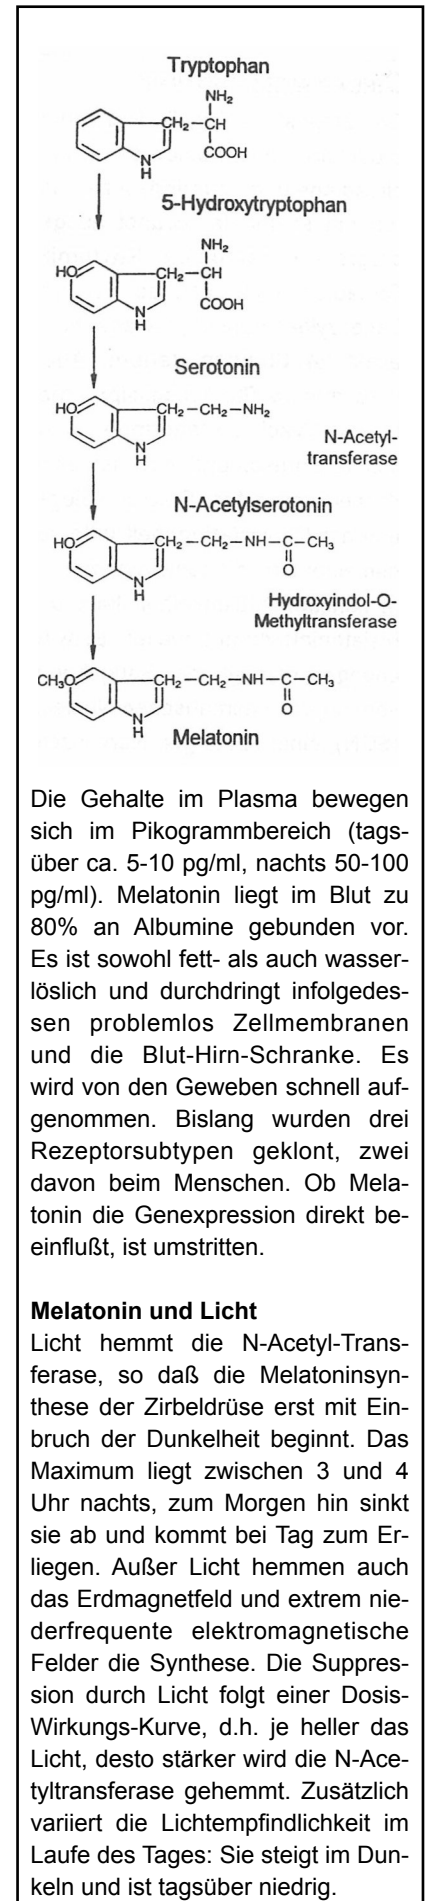 Tryptophan
NH₂
CH₂–CH
COOH
N
H
5-Hydroxytryptophan
NH₂
HO
CH₂–CH
COOH
N
H
Serotonin
HO
CH₂–CH₂–NH₂
N
H
N-Acetyl-
transferase
N-Acetylserotonin
HO
CH₂–CH₂–NH–C–CH₃
O
N
H
Hydroxyindol-O-
Methyltransferase
CH₃O
CH₂–CH₂–NH–C–CH₃
O
N
H
Melatonin
Die Gehalte im Plasma bewegen
sich im Pikogrammbereich (tags-
über ca. 5-10 pg/ml, nachts 50-100
pg/ml). Melatonin liegt im Blut zu
80% an Albumine gebunden vor.
Es ist sowohl fett- als auch wasser-
löslich und durchdringt infolgedes-
sen problemlos Zellmembranen
und die Blut-Hirn-Schranke. Es
wird von den Geweben schnell auf-
genommen. Bislang wurden drei
Rezeptorsubtypen geklont, zwei
davon beim Menschen. Ob Mela-
tonin die Genexpression direkt be-
einflußt, ist umstritten.
Melatonin und Licht
Licht hemmt die N-Acetyl-Trans-
ferase, so daß die Melatoninsyn-
these der Zirbeldrüse erst mit Ein-
bruch der Dunkelheit beginnt. Das
Maximum liegt zwischen 3 und 4
Uhr nachts, zum Morgen hin sinkt
sie ab und kommt bei Tag zum Er-
liegen. Außer Licht hemmen auch
das Erdmagnetfeld und extrem nie-
derfrequente elektromagnetische
Felder die Synthese. Die Suppres-
sion durch Licht folgt einer Dosis-
Wirkungs-Kurve, d.h. je heller das
Licht, desto stärker wird die N-Ace-
tyltransferase gehemmt. Zusätzlich
variiert die Lichtempfindlichkeit im
Laufe des Tages: Sie steigt im Dun-
keln und ist tagsüber niedrig.